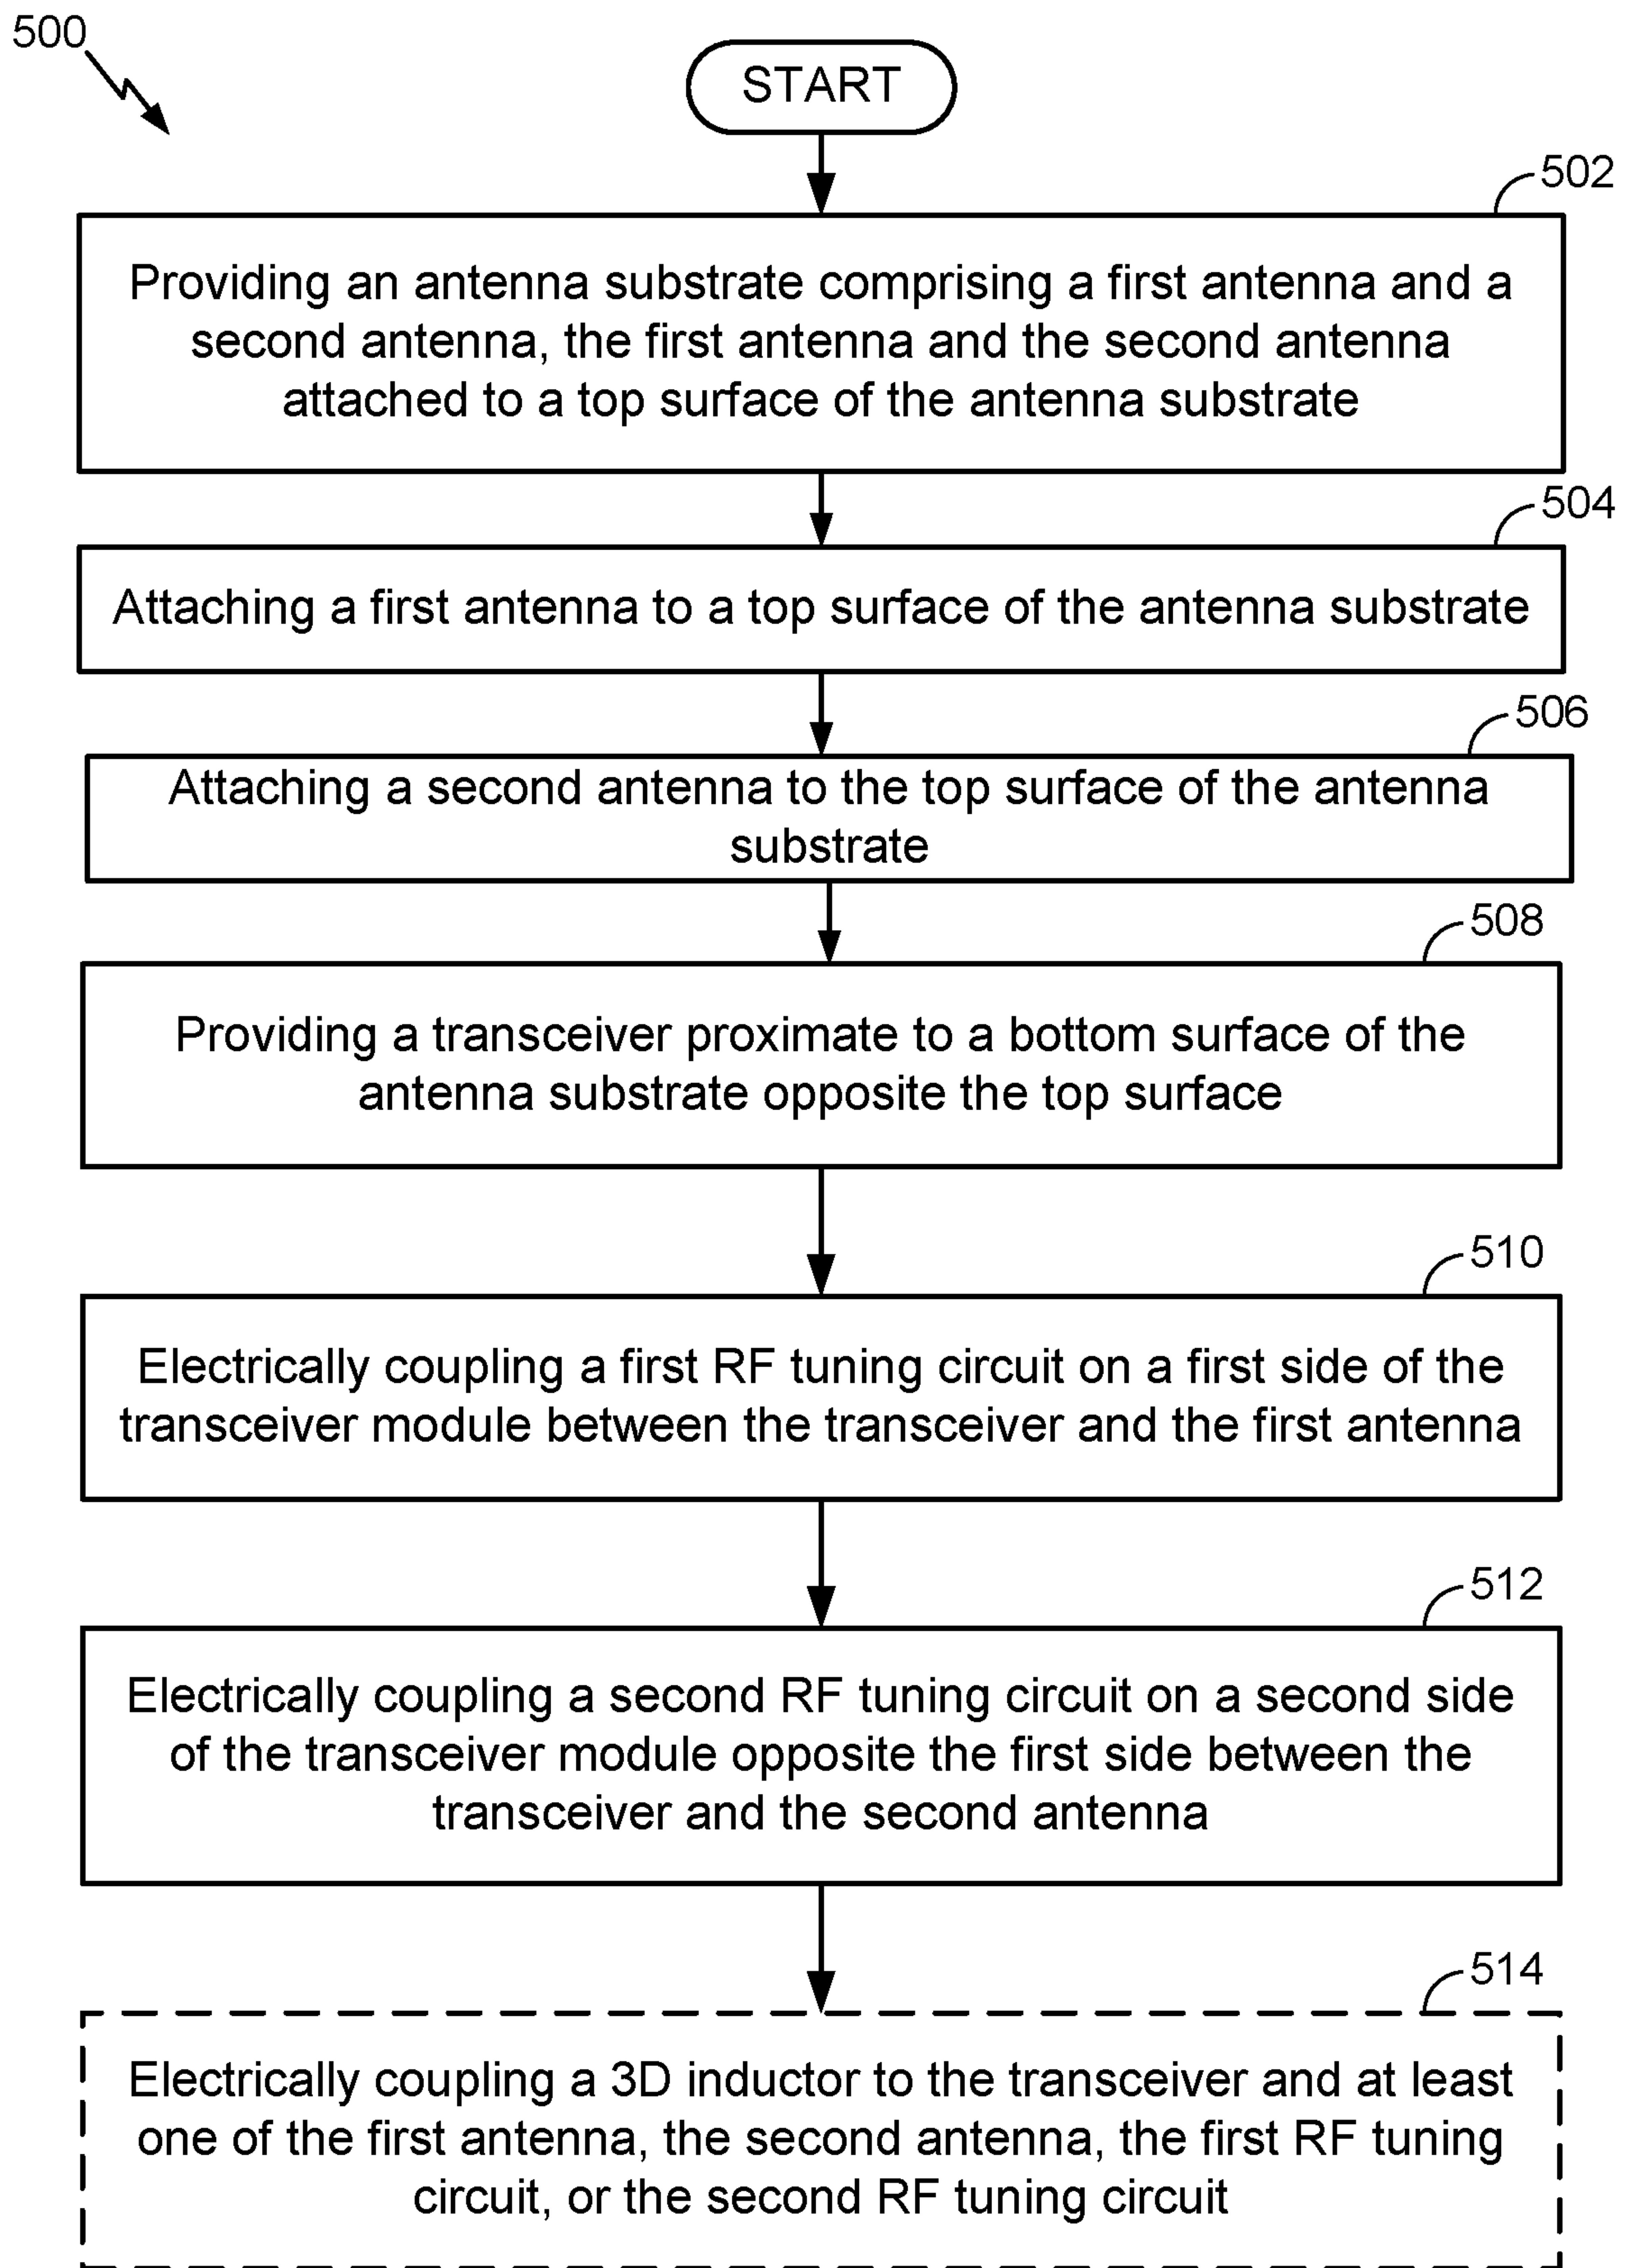 500
START
502
Providing an antenna substrate comprising a first antenna and a
second antenna, the first antenna and the second antenna
attached to a top surface of the antenna substrate
504
Attaching a first antenna to a top surface of the antenna substrate
506
Attaching a second antenna to the top surface of the antenna
substrate
508
Providing a transceiver proximate to a bottom surface of the
antenna substrate opposite the top surface
510
Electrically coupling a first RF tuning circuit on a first side of the
transceiver module between the transceiver and the first antenna
512
Electrically coupling a second RF tuning circuit on a second side
of the transceiver module opposite the first side between the
transceiver and the second antenna
514
Electrically coupling a 3D inductor to the transceiver and at least
one of the first antenna, the second antenna, the first RF tuning
circuit, or the second RF tuning circuit